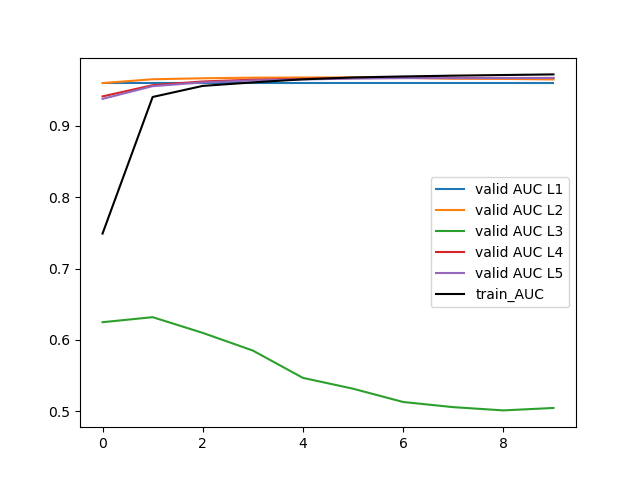 0.9
0.8
0.7
0.6
0.5
0 2 4 6 8
valid AUC L1
valid AUC L2
valid AUC L3
valid AUC L4
valid AUC L5
train_AUC